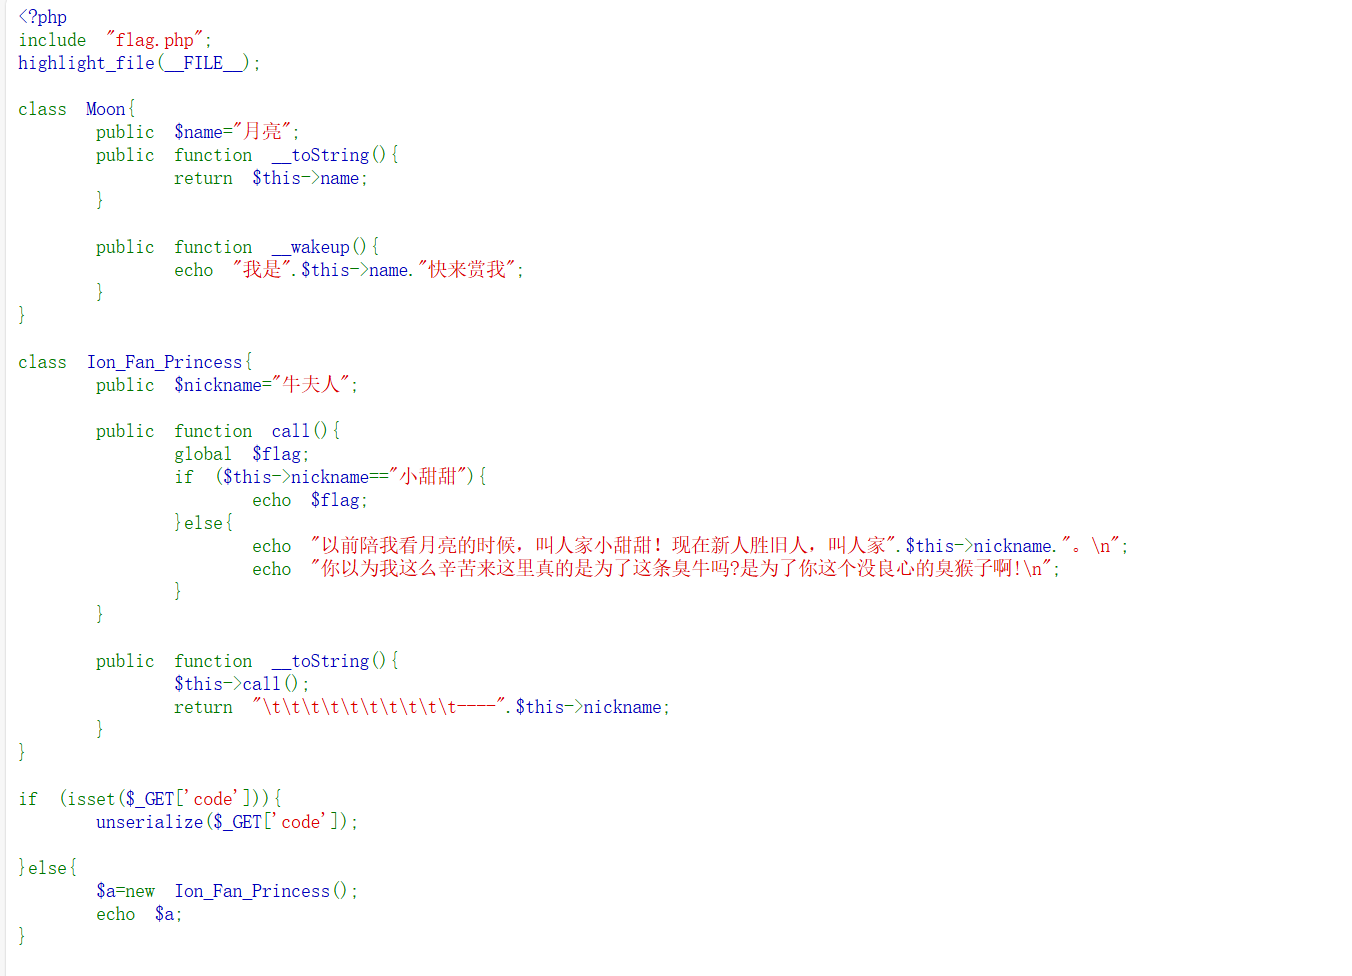 <?php
include "flag.php";
highlight_file(__FILE__);
class Moon{
public $name="月亮";
public function __toString(){
return $this->name;
}
public function __wakeup(){
echo "我是".$this->name."快来赏我";
}
}
class Ion_Fan_Princess{
public $nickname="牛夫人";
public function call(){
global $flag;
if ($this->nickname=="小甜甜"){
echo $flag;
}else{
echo "以前陪我看月亮的时候，叫人家小甜甜！现在新人胜旧人，叫人家".$this->nickname."。\n";
echo "你以为我这么辛苦来这里真的是为了这条臭牛吗?是为了你这个没良心的臭猴子啊!\n";
}
}
public function __toString(){
$this->call();
return "\t\t\t\t\t\t\t\t\t\t----".$this->nickname;
}
}
if (isset($_GET['code'])){
unserialize($_GET['code']);
}else{
$a=new Ion_Fan_Princess();
echo $a;
}